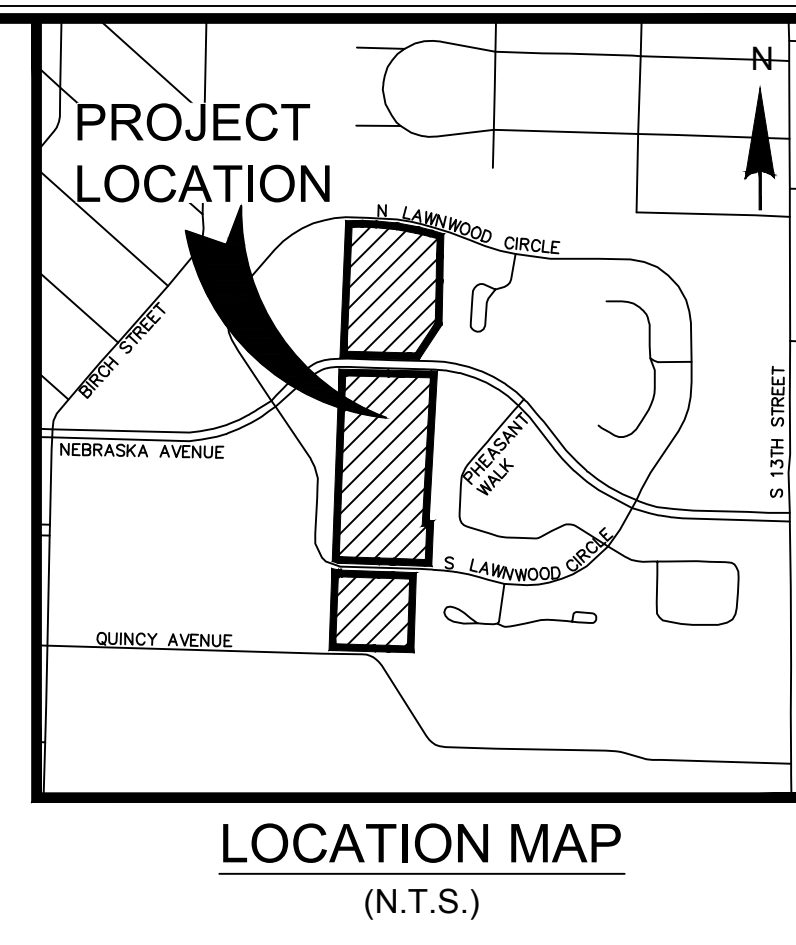 N
PROJECT
LOCATION
N LAWNWOOD CIRCLE
BIRCH STREET
NEBRASKA AVENUE
PHEASANT
WALK
S 13TH STREET
S LAWNWOOD CIRCLE
QUINCY AVENUE
LOCATION MAP
(N.T.S.)